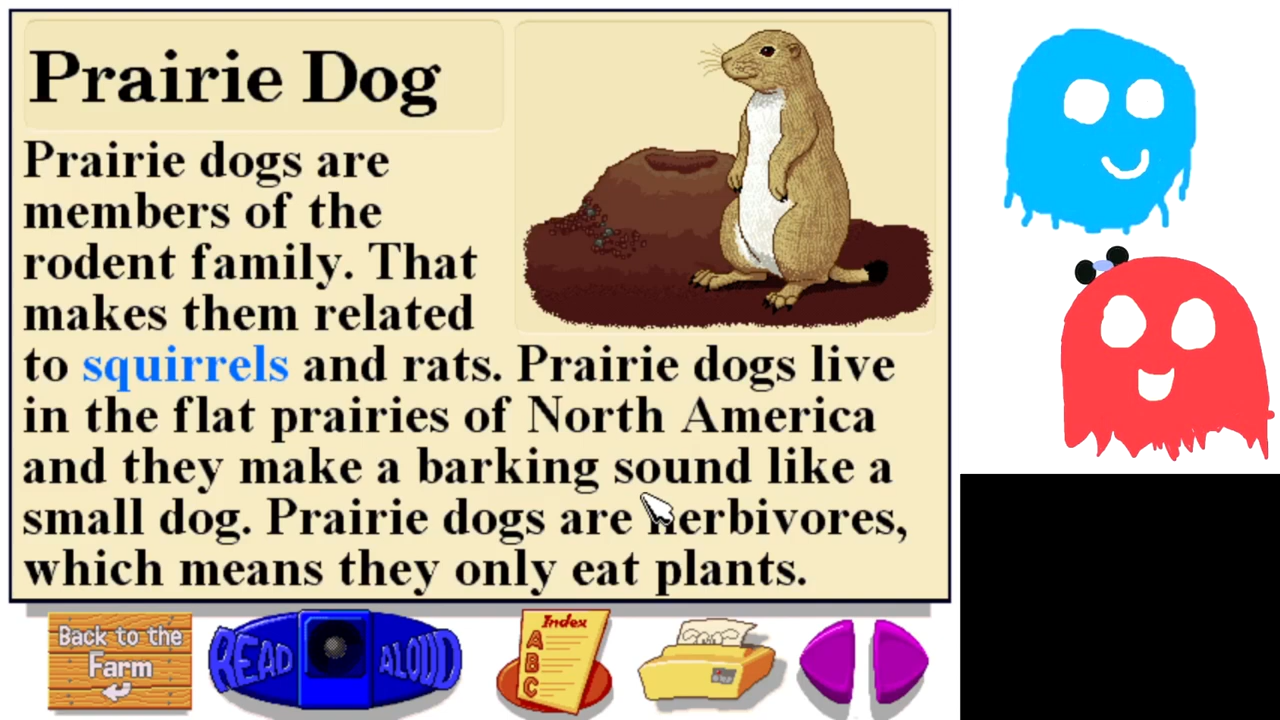 Prairie Dog
Prairie dogs are
members of the
rodent family. That
makes them related
to squirrels and rats. Prairie dogs live
in the flat prairies of North America
and they make a barking sound like a
small dog. Prairie dogs are herbivores,
which means they only eat plants.
Back to the
Farm
READ ALOUD
Index
A
B
C